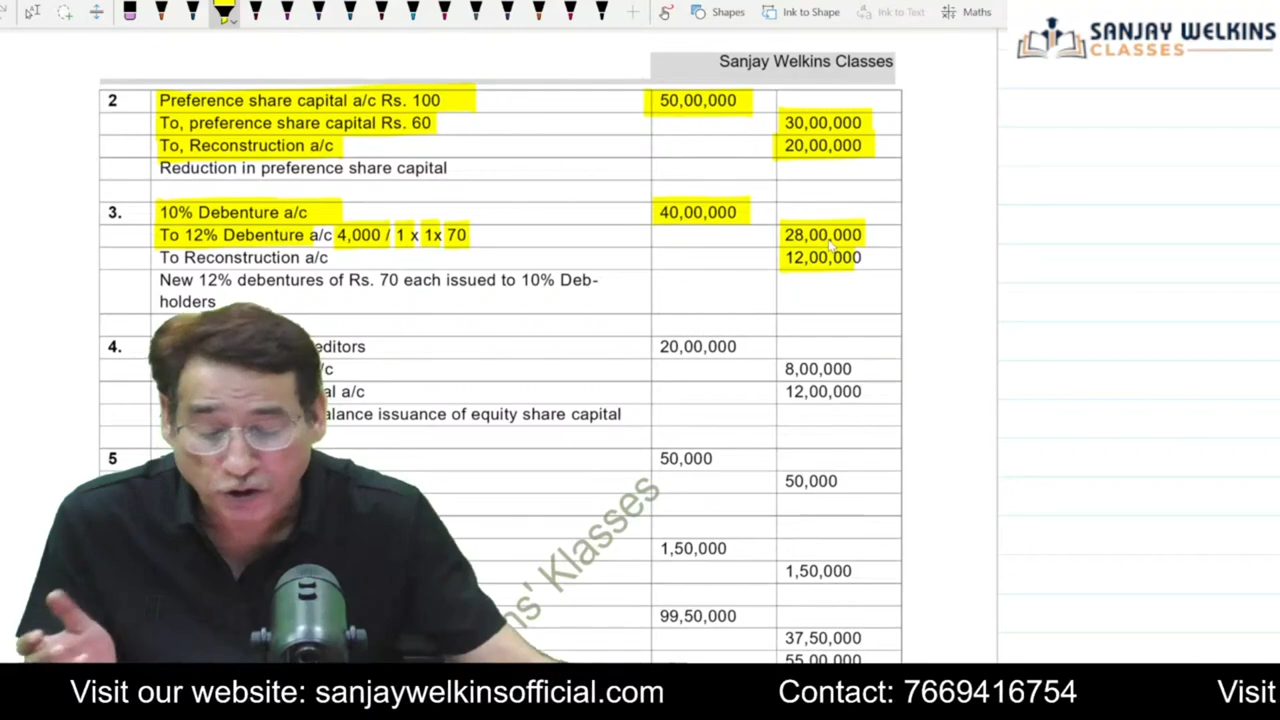 Shapes Ink to Shape Ink to Text Maths
SANJAY WELKINS
CLASSES
Sanjay Welkins Classes
2 Preference share capital a/c Rs. 100 50,00,000
To, preference share capital Rs. 60 30,00,000
To, Reconstruction a/c 20,00,000
Reduction in preference share capital
3. 10% Debenture a/c 40,00,000
To 12% Debenture a/c 4,000 / 1 x 1x 70 28,00,000
To Reconstruction a/c 12,00,000
New 12% debentures of Rs. 70 each issued to 10% Deb-
holders
4. editors 20,00,000
/c 8,00,000
al a/c 12,00,000
alance issuance of equity share capital
5 50,000
50,000
1,50,000
1,50,000
99,50,000
37,50,000
55,00,000
ns' Klasses
Visit our website: sanjaywelkinsofficial.com Contact: 7669416754 Visit